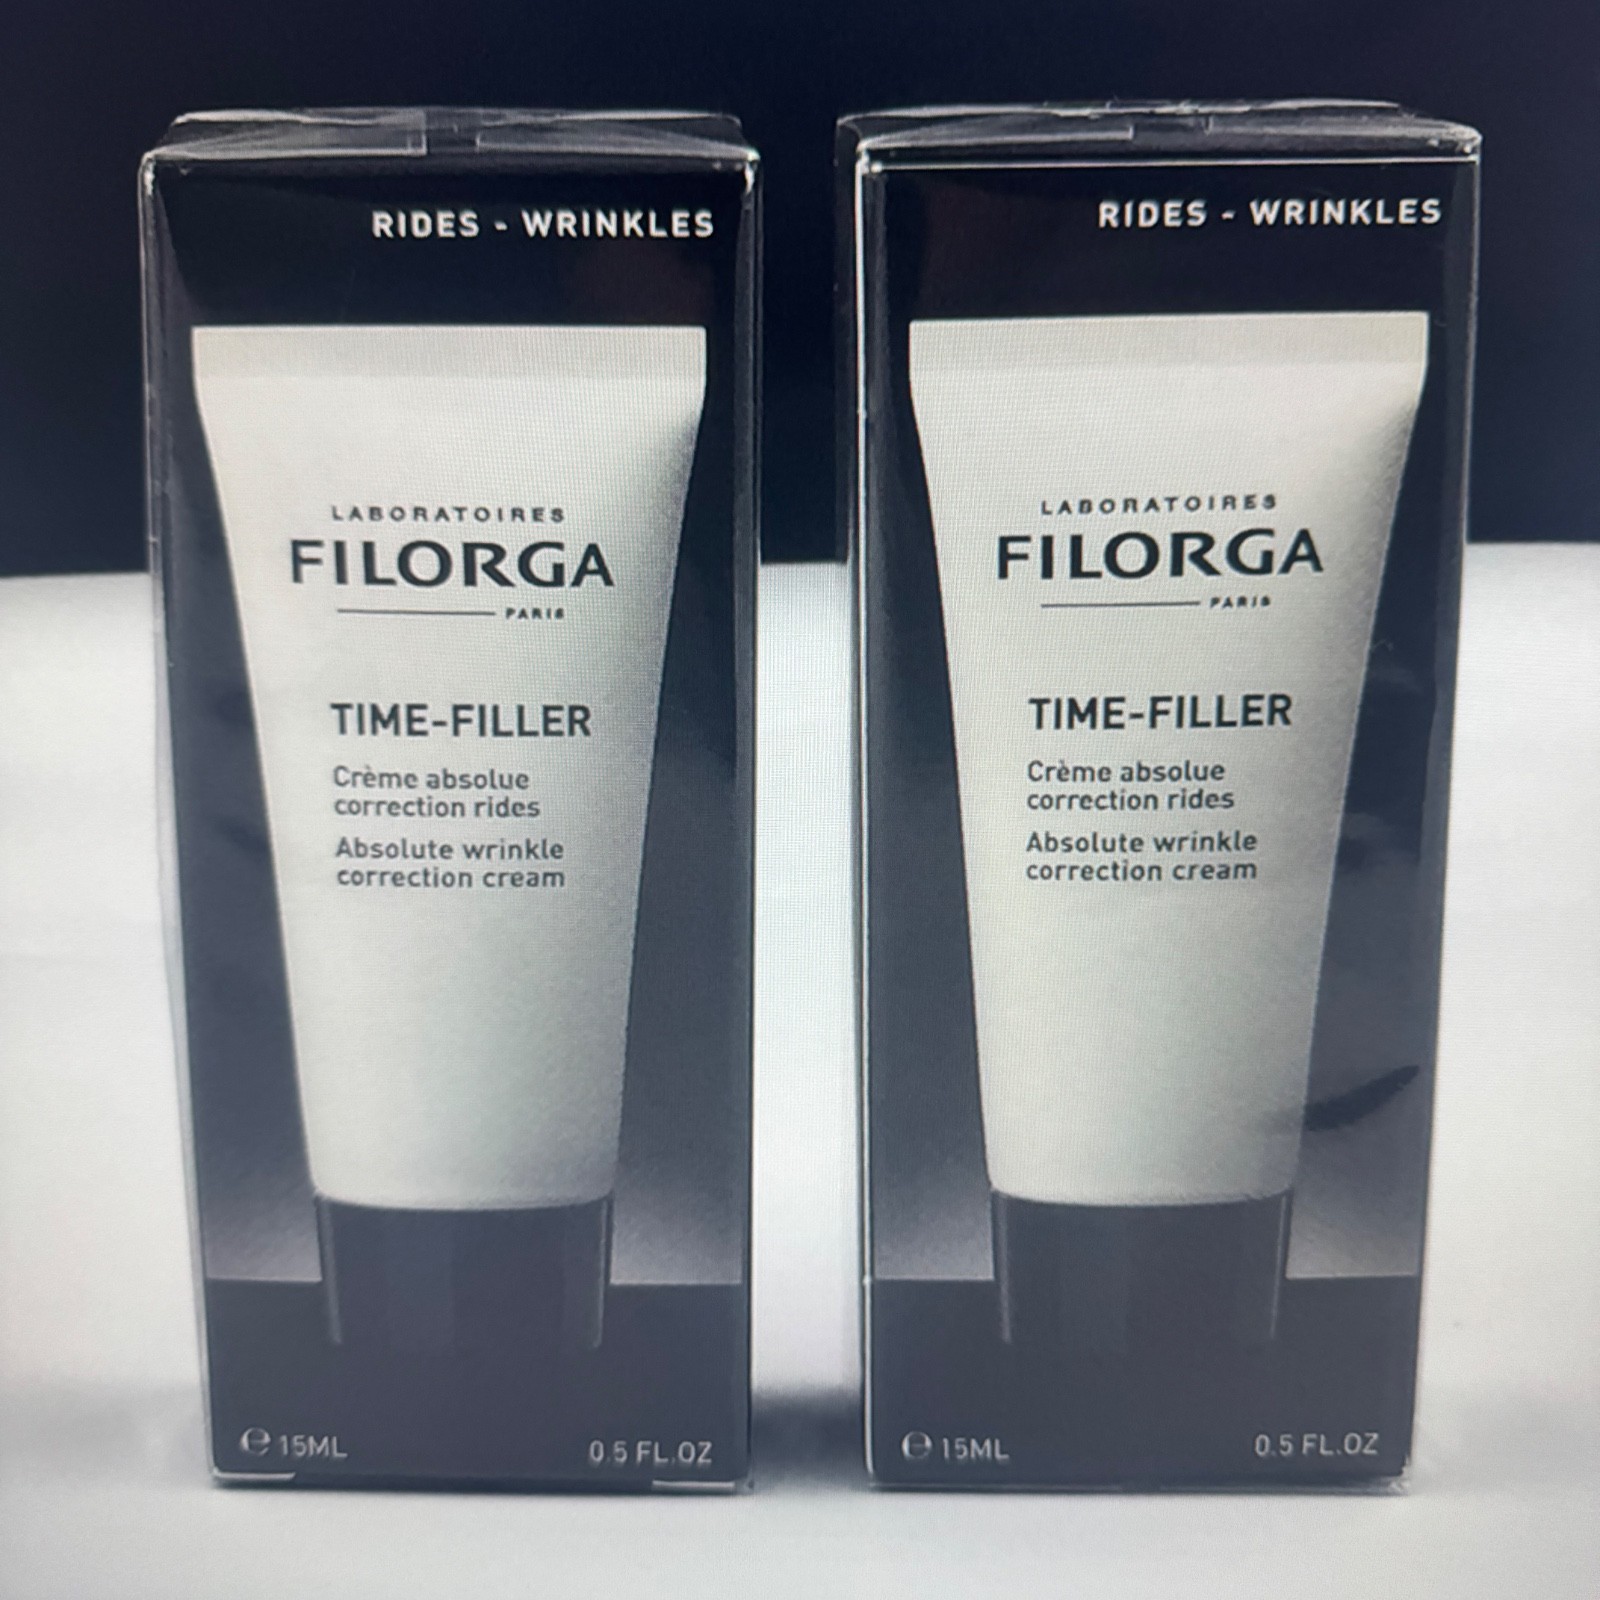 RIDES - WRINKLES
LABORATOIRES
FILORGA
PARIS
TIME-FILLER
Crème absolue
correction rides
Absolute wrinkle
correction cream
℮ 15ML
0.5 FL.OZ
RIDES - WRINKLES
LABORATOIRES
FILORGA
PARIS
TIME-FILLER
Crème absolue
correction rides
Absolute wrinkle
correction cream
℮ 15ML
0.5 FL.OZ